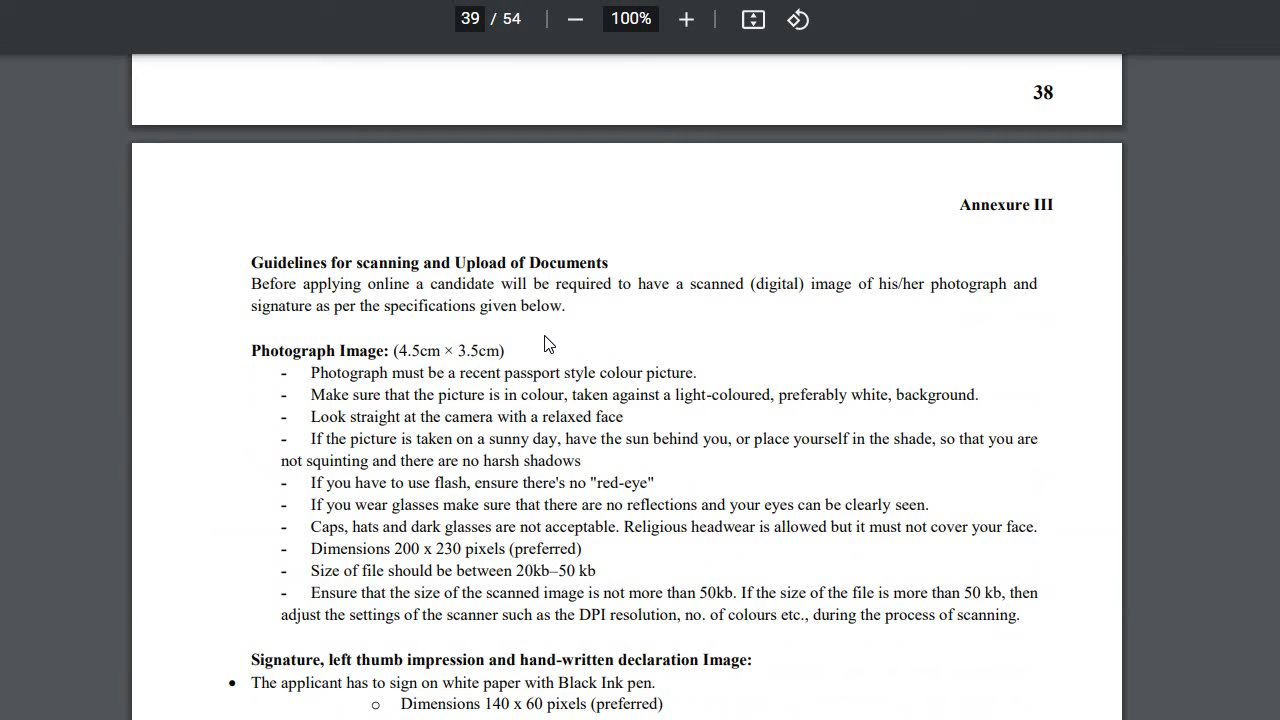 39 / 54 100%
38
Annexure III
Guidelines for scanning and Upload of Documents
Before applying online a candidate will be required to have a scanned (digital) image of his/her photograph and
signature as per the specifications given below.
Photograph Image: (4.5cm × 3.5cm)
- Photograph must be a recent passport style colour picture.
- Make sure that the picture is in colour, taken against a light-coloured, preferably white, background.
- Look straight at the camera with a relaxed face
- If the picture is taken on a sunny day, have the sun behind you, or place yourself in the shade, so that you are
not squinting and there are no harsh shadows
- If you have to use flash, ensure there's no "red-eye"
- If you wear glasses make sure that there are no reflections and your eyes can be clearly seen.
- Caps, hats and dark glasses are not acceptable. Religious headwear is allowed but it must not cover your face.
- Dimensions 200 x 230 pixels (preferred)
- Size of file should be between 20kb–50 kb
- Ensure that the size of the scanned image is not more than 50kb. If the size of the file is more than 50 kb, then
adjust the settings of the scanner such as the DPI resolution, no. of colours etc., during the process of scanning.
Signature, left thumb impression and hand-written declaration Image:
• The applicant has to sign on white paper with Black Ink pen.
o Dimensions 140 x 60 pixels (preferred)